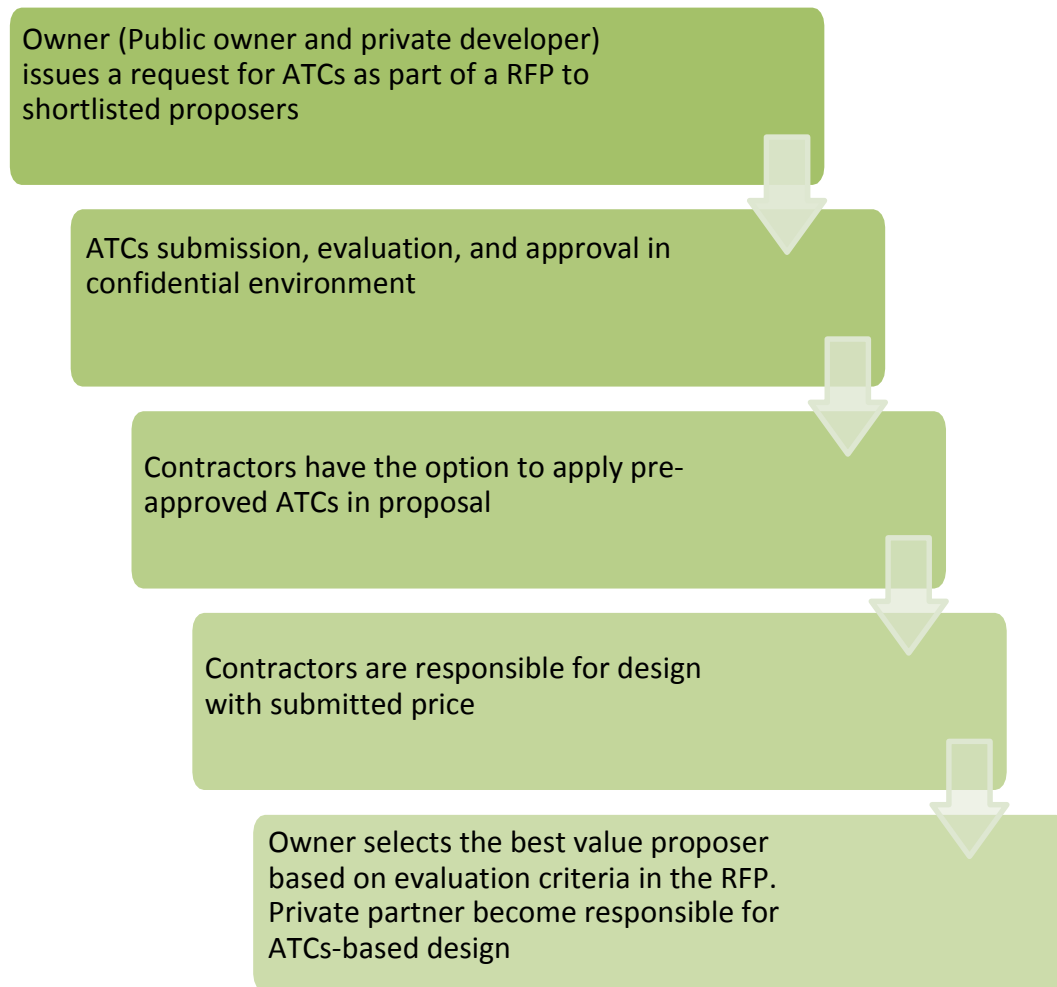 Owner (Public owner and private developer)
issues a request for ATCs as part of a RFP to
shortlisted proposers
ATCs submission, evaluation, and approval in
confidential environment
Contractors have the option to apply pre-
approved ATCs in proposal
Contractors are responsible for design
with submitted price
Owner selects the best value proposer
based on evaluation criteria in the RFP.
Private partner become responsible for
ATCs-based design